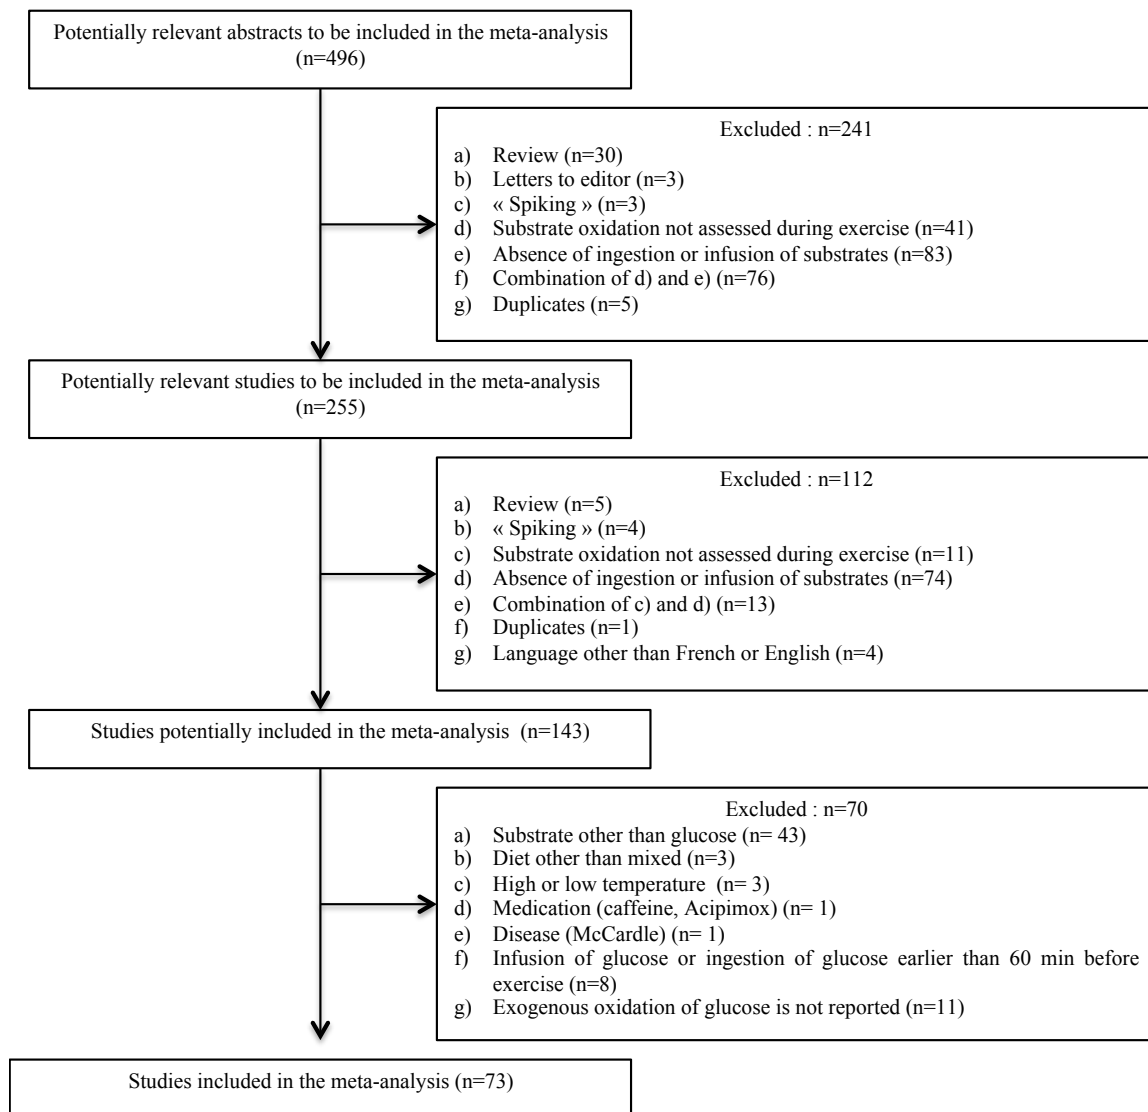 Potentially relevant abstracts to be included in the meta-analysis
(n=496)
Excluded : n=241
a) Review (n=30)
b) Letters to editor (n=3)
c) « Spiking » (n=3)
d) Substrate oxidation not assessed during exercise (n=41)
e) Absence of ingestion or infusion of substrates (n=83)
f) Combination of d) and e) (n=76)
g) Duplicates (n=5)
Potentially relevant studies to be included in the meta-analysis
(n=255)
Excluded : n=112
a) Review (n=5)
b) « Spiking » (n=4)
c) Substrate oxidation not assessed during exercise (n=11)
d) Absence of ingestion or infusion of substrates (n=74)
e) Combination of c) and d) (n=13)
f) Duplicates (n=1)
g) Language other than French or English (n=4)
Studies potentially included in the meta-analysis (n=143)
Excluded : n=70
a) Substrate other than glucose (n= 43)
b) Diet other than mixed (n=3)
c) High or low temperature (n= 3)
d) Medication (caffeine, Acipimox) (n= 1)
e) Disease (McCardle) (n= 1)
f) Infusion of glucose or ingestion of glucose earlier than 60 min before
exercise (n=8)
g) Exogenous oxidation of glucose is not reported (n=11)
Studies included in the meta-analysis (n=73)